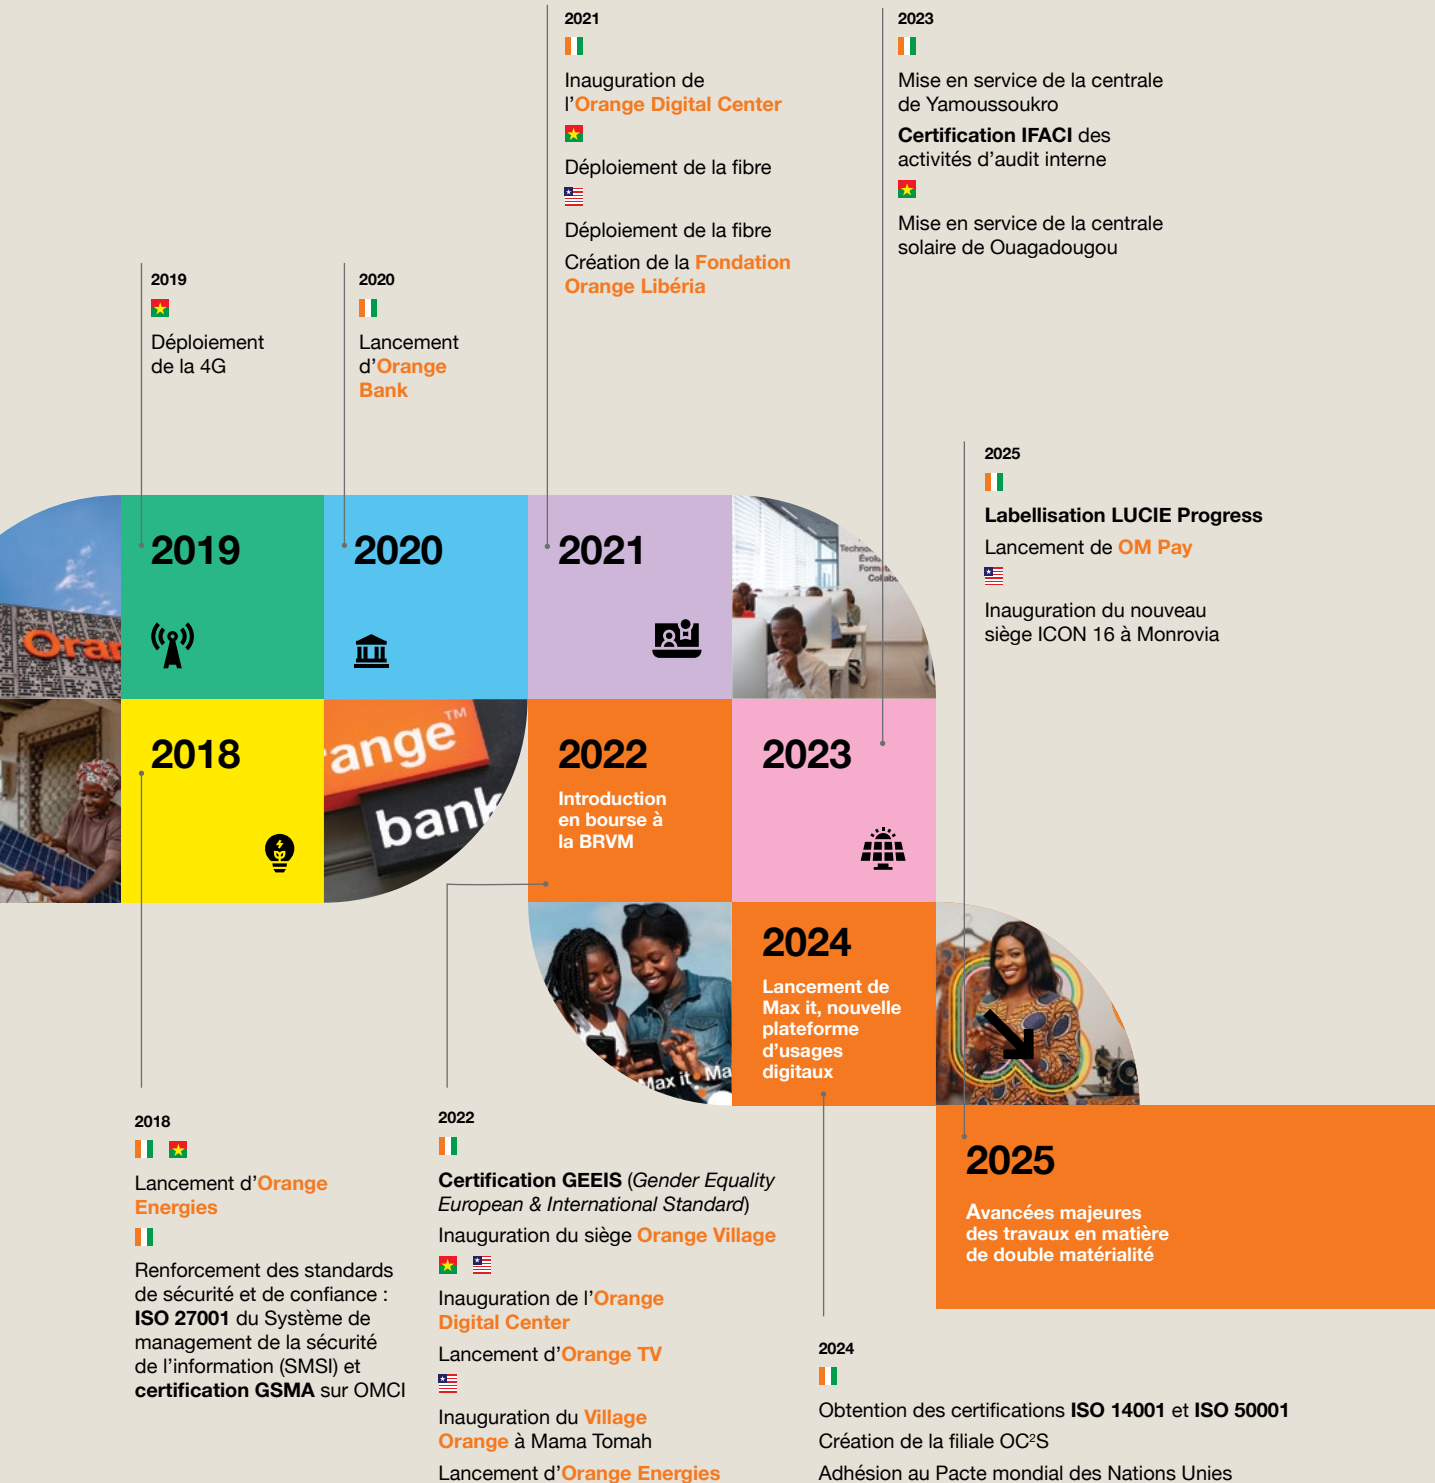 2021
Inauguration de
l'Orange Digital Center
Déploiement de la fibre
Déploiement de la fibre
Création de la Fondation
Orange Libéria
2023
Mise en service de la centrale
de Yamoussoukro
Certification IFACI des
activités d'audit interne
Mise en service de la centrale
solaire de Ouagadougou
2019
Déploiement
de la 4G
2020
Lancement
d'Orange
Bank
2025
Labellisation LUCIE Progress
Lancement de OM Pay
Inauguration du nouveau
siège ICON 16 à Monrovia
Oran
2019
2020
2021
2018
ange™
bank
2022
Introduction
en bourse à
la BRVM
2023
Max it Ma
2024
Lancement de
Max it, nouvelle
plateforme
d'usages
digitaux
2025
Avancées majeures
des travaux en matière
de double matérialité
2018
Lancement d'Orange
Energies
Renforcement des standards
de sécurité et de confiance :
ISO 27001 du Système de
management de la sécurité
de l'information (SMSI) et
certification GSMA sur OMCI
2022
Certification GEEIS (Gender Equality
European & International Standard)
Inauguration du siège Orange Village
Inauguration de l'Orange
Digital Center
Lancement d'Orange TV
Inauguration du Village
Orange à Mama Tomah
Lancement d'Orange Energies
2024
Obtention des certifications ISO 14001 et ISO 50001
Création de la filiale OC²S
Adhésion au Pacte mondial des Nations Unies